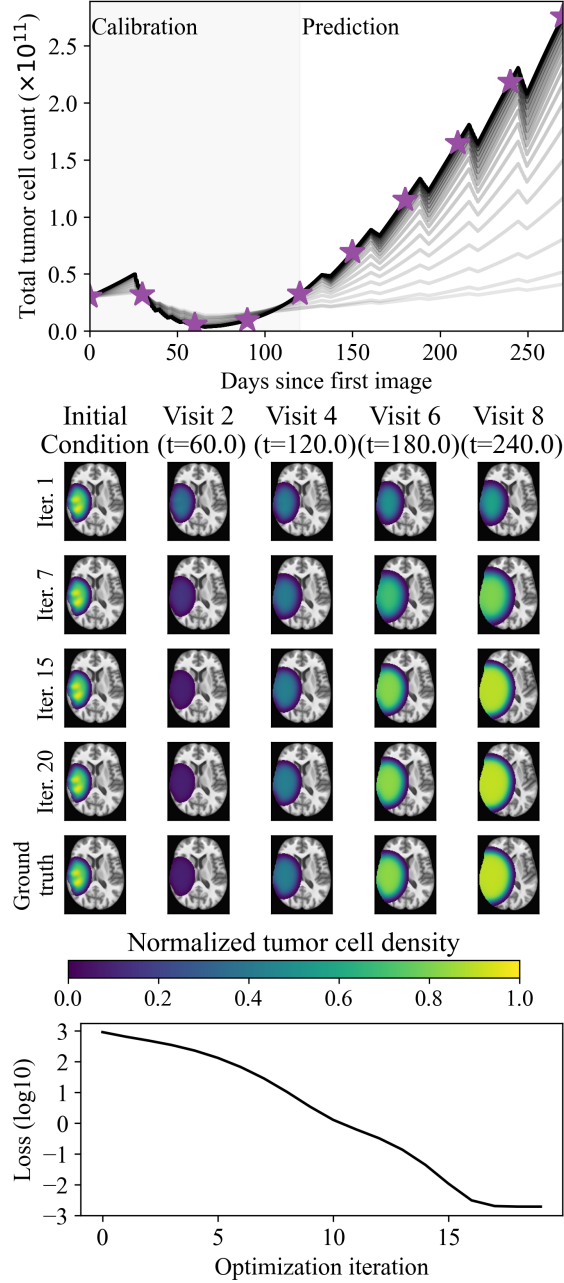 Calibration
Prediction
Total tumor cell count (×10¹¹)
2.5
2.0
1.5
1.0
0.5
0.0
0 50 100 150 200 250
Days since first image
Initial Condition
Visit 2 (t=60.0)
Visit 4 (t=120.0)
Visit 6 (t=180.0)
Visit 8 (t=240.0)
Iter. 1
Iter. 7
Iter. 15
Iter. 20
Ground truth
Normalized tumor cell density
0.0 0.2 0.4 0.6 0.8 1.0
Loss (log10)
3
2
1
0
−1
−2
−3
0 5 10 15
Optimization iteration